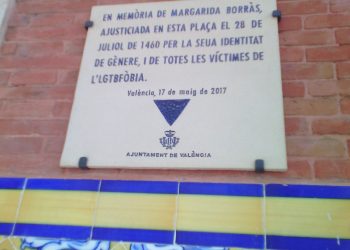 EN MEMÒRIA DE MARGARIDA BORRÀS,
AJUSTICIADA EN ESTA PLAÇA EL 28 DE
JULIOL DE 1460 PER LA SEUA IDENTITAT
DE GÈNERE, I DE TOTES LES VÍCTIMES DE
L'LGTBFÒBIA.
València, 17 de maig de 2017
AJUNTAMENT DE VALÈNCIA